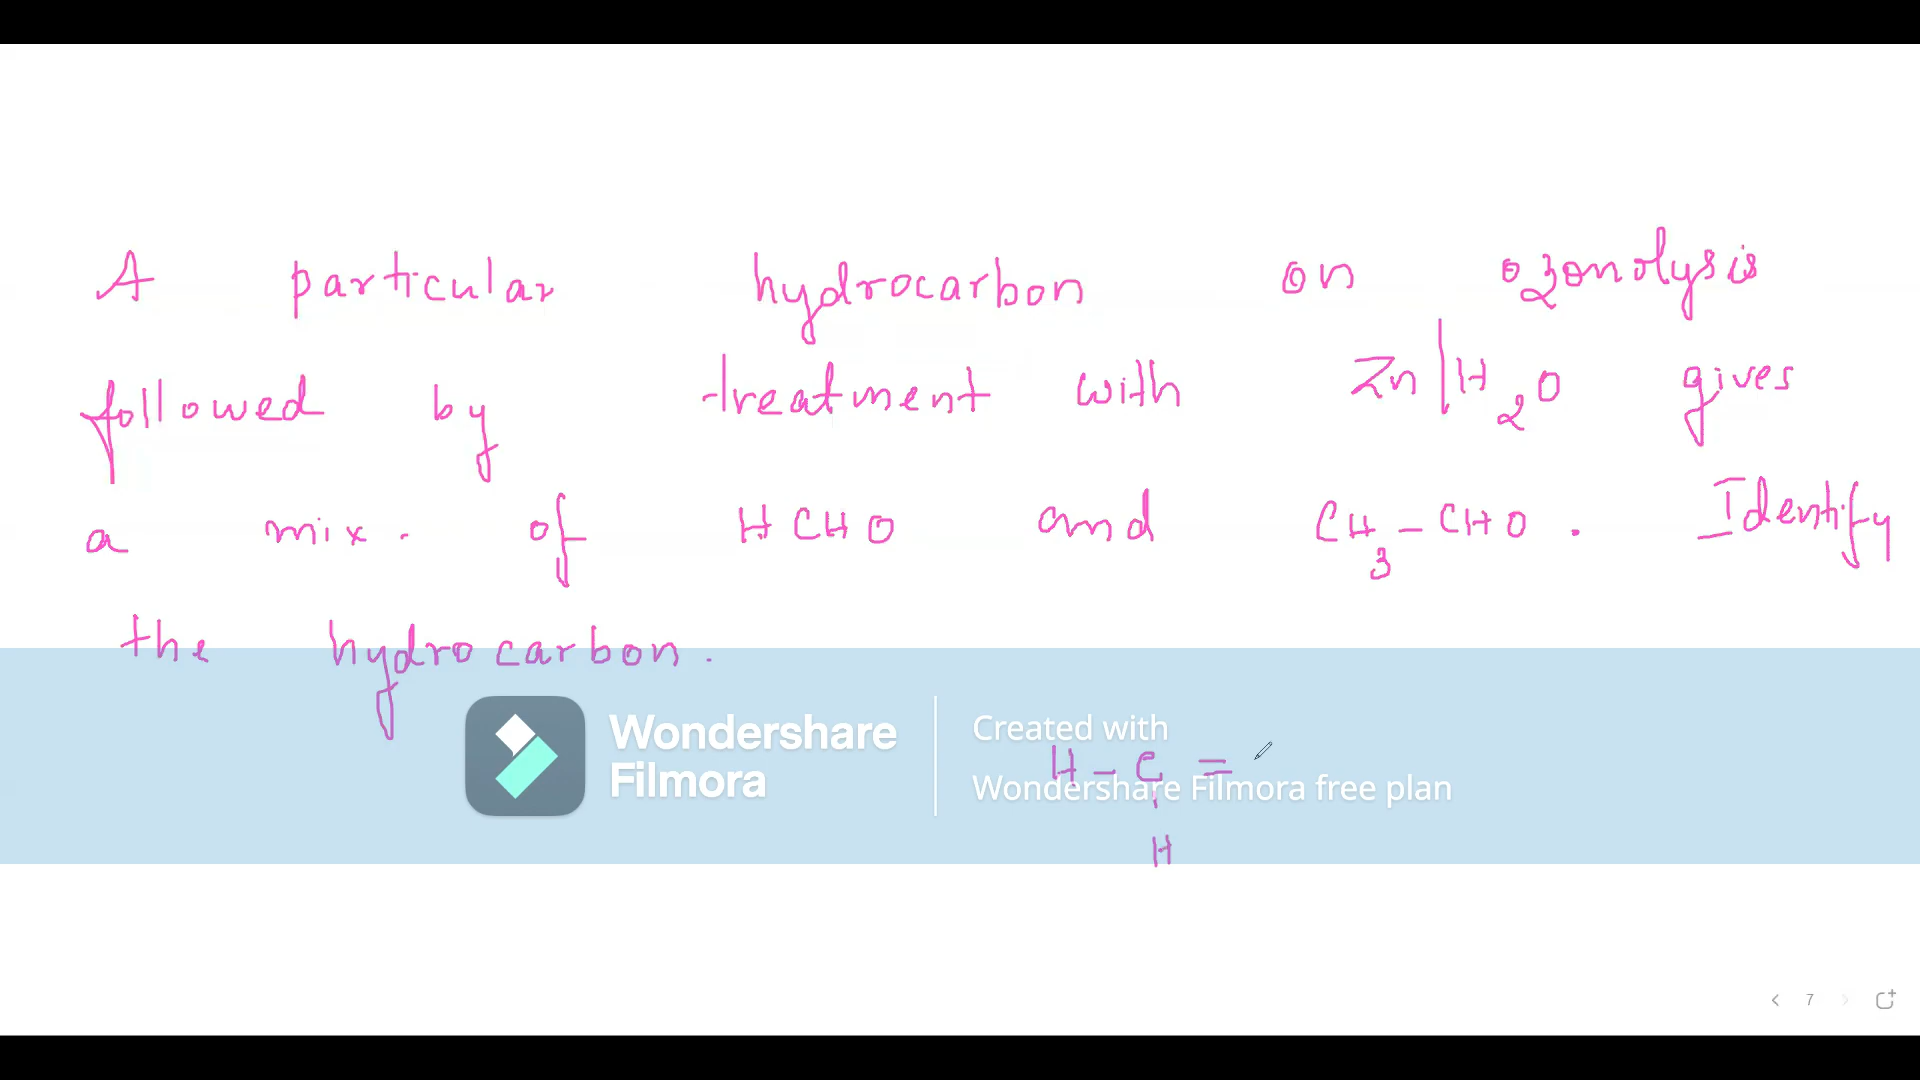 A particular hydrocarbon on ozonolysis
followed by treatment with Zn|H2O gives
a mix. of HCHO and CH3-CHO. Identify
the hydrocarbon.
Wondershare
Filmora
Created with
Wondershare Filmora free plan
H - C =
H
7